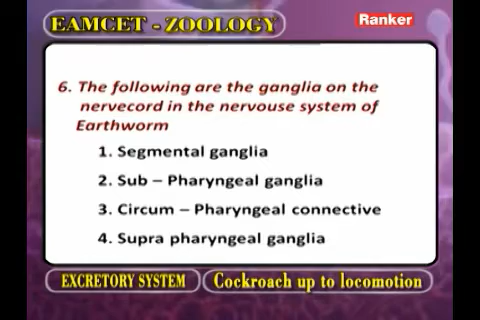 EAMCET - ZOOLOGY
Ranker
6. The following are the ganglia on the
nervecord in the nervouse system of
Earthworm
1. Segmental ganglia
2. Sub – Pharyngeal ganglia
3. Circum – Pharyngeal connective
4. Supra pharyngeal ganglia
EXCRETORY SYSTEM
Cockroach up to locomotion